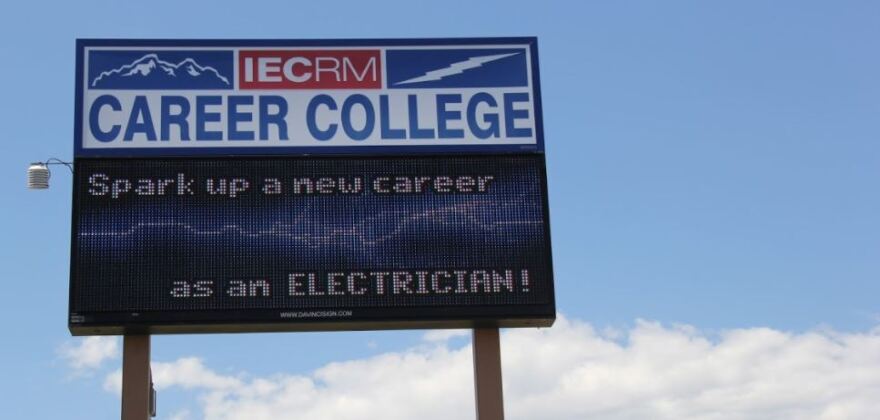 IECRM
CAREER COLLEGE
Spark up a new career
as an ELECTRICIAN!
WWW.DAVINCISIGN.COM